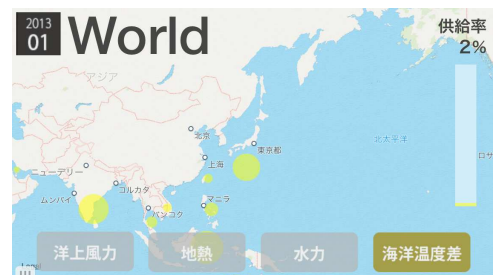 2013
01
World
供給率
2%
アジア
北京
東京都
上海
北太平洋
ニューデリー
コルカタ
ムンバイ
マニラ
バンコク
洋上風力
地熱
水力
海洋温度差